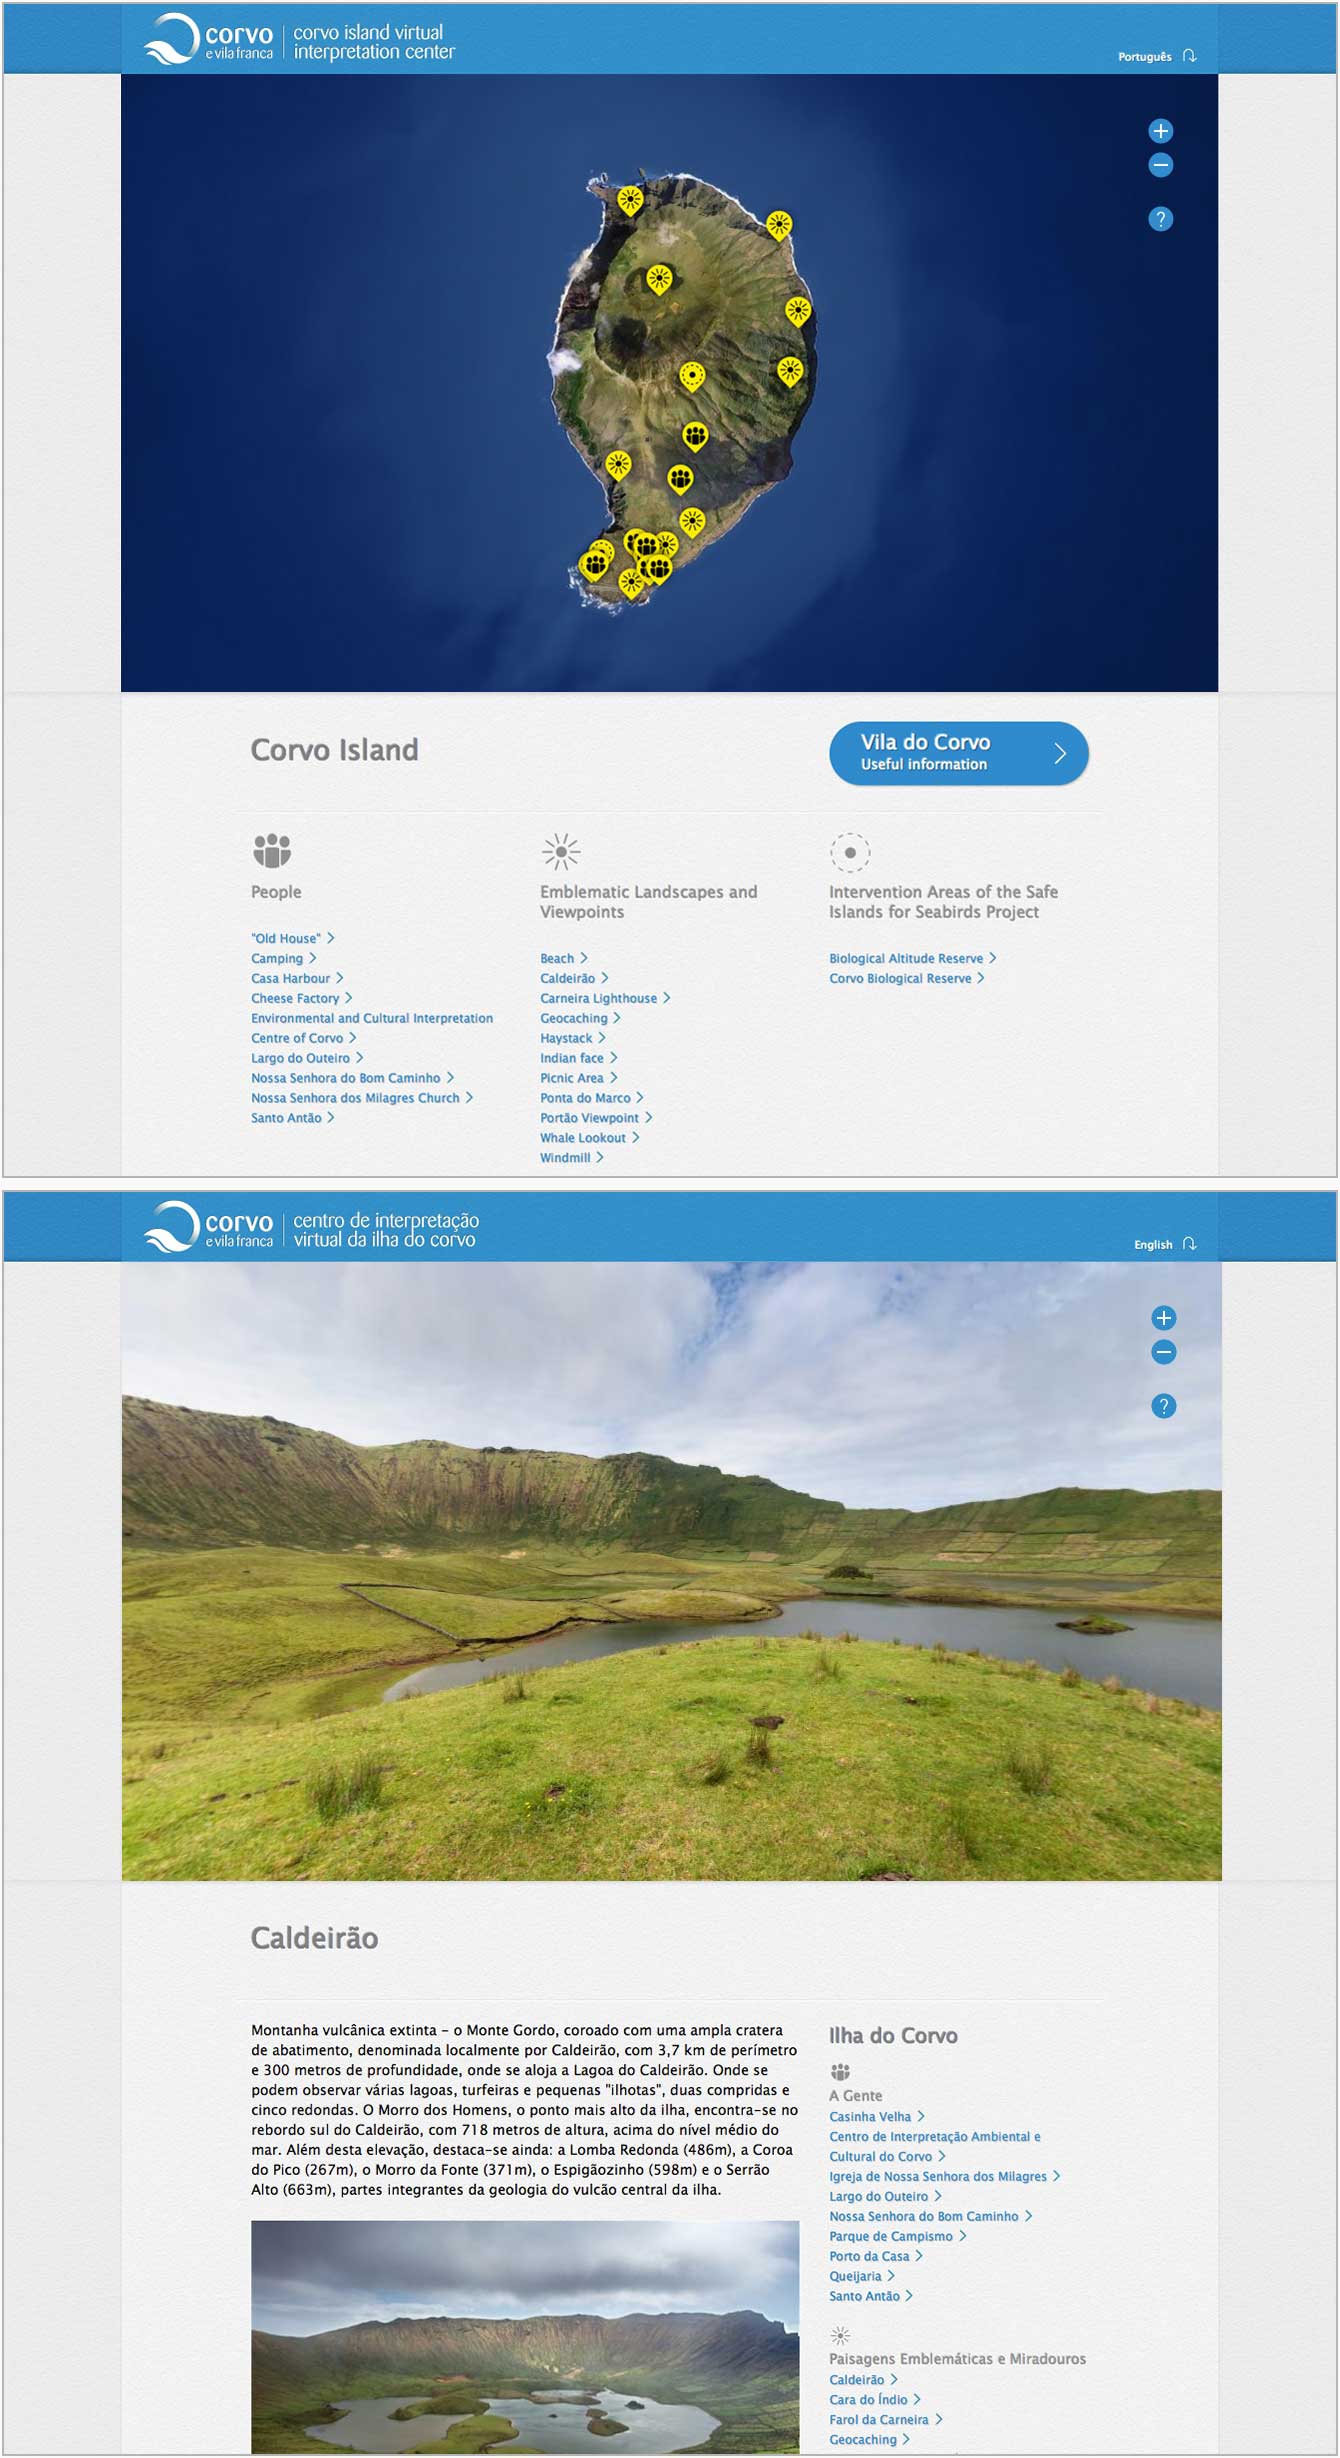 corvo
e vila franca
corvo island virtual
interpretation center
Português
Corvo Island
Vila do Corvo
Useful information
People
"Old House"
Camping
Casa Harbour
Cheese Factory
Environmental and Cultural Interpretation
Centre of Corvo
Largo do Outeiro
Nossa Senhora do Bom Caminho
Nossa Senhora dos Milagres Church
Santo Antão
Emblematic Landscapes and
Viewpoints
Beach
Caldeirão
Carneira Lighthouse
Geocaching
Haystack
Indian face
Picnic Area
Ponta do Marco
Portão Viewpoint
Whale Lookout
Windmill
Intervention Areas of the Safe
Islands for Seabirds Project
Biological Altitude Reserve
Corvo Biological Reserve
corvo
e vila franca
centro de interpretação
virtual da ilha do corvo
English
Caldeirão
Montanha vulcânica extinta – o Monte Gordo, coroado com uma ampla cratera
de abatimento, denominada localmente por Caldeirão, com 3,7 km de perímetro
e 300 metros de profundidade, onde se aloja a Lagoa do Caldeirão. Onde se
podem observar várias lagoas, turfeiras e pequenas "ilhotas", duas compridas e
cinco redondas. O Morro dos Homens, o ponto mais alto da ilha, encontra-se no
rebordo sul do Caldeirão, com 718 metros de altura, acima do nível médio do
mar. Além desta elevação, destaca-se ainda: a Lomba Redonda (486m), a Coroa
do Pico (267m), o Morro da Fonte (371m), o Espigãozinho (598m) e o Serrão
Alto (663m), partes integrantes da geologia do vulcão central da ilha.
Ilha do Corvo
A Gente
Casinha Velha
Centro de Interpretação Ambiental e
Cultural do Corvo
Igreja de Nossa Senhora dos Milagres
Largo do Outeiro
Nossa Senhora do Bom Caminho
Parque de Campismo
Porto da Casa
Queijaria
Santo Antão
Paisagens Emblemáticas e Miradouros
Caldeirão
Cara do Índio
Farol da Carneira
Geocaching